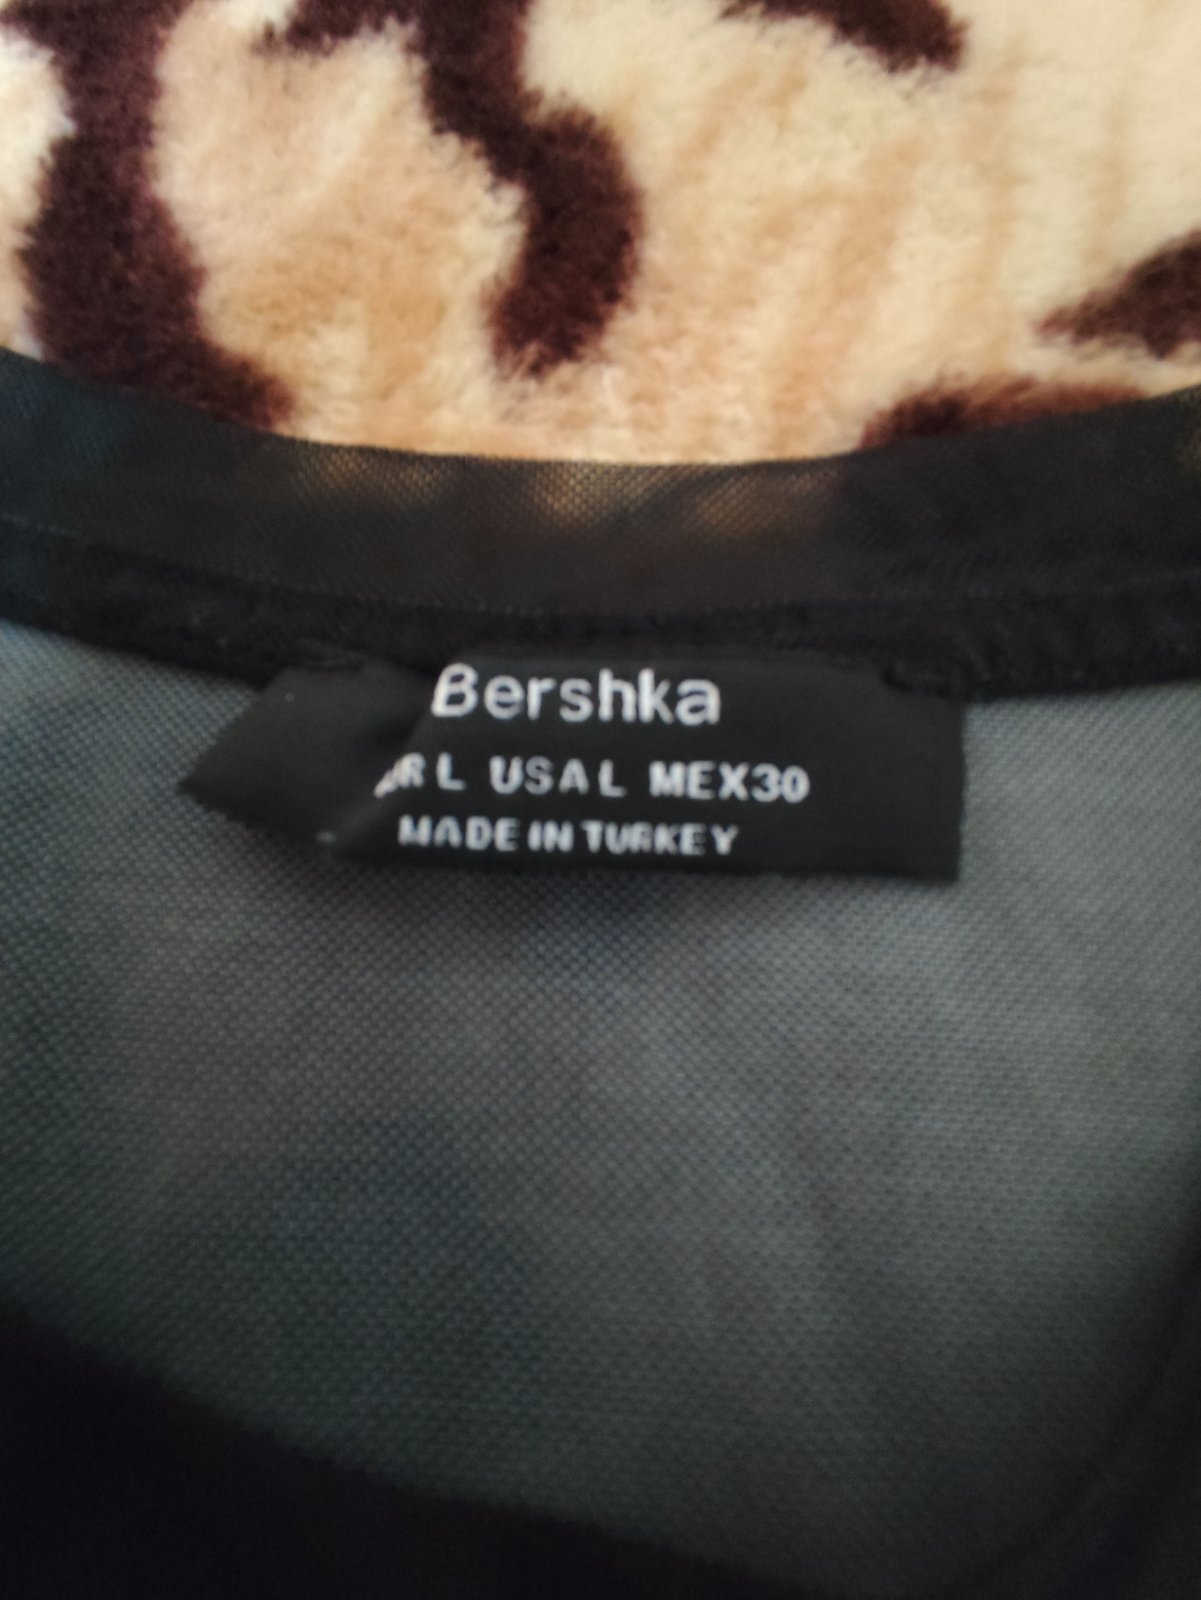 Bershka
R L USA L MEX30
MADE IN TURKEY